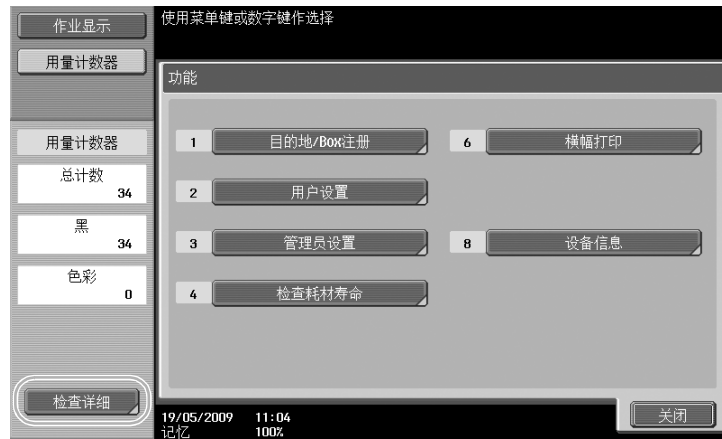 作业显示
用量计数器
用量计数器
总计数
34
黑
34
色彩
0
检查详细
使用菜单键或数字键作选择
功能
1 目的地/Box注册
2 用户设置
3 管理员设置
4 检查耗材寿命
6 横幅打印
8 设备信息
19/05/2009 11:04
记忆 100%
关闭